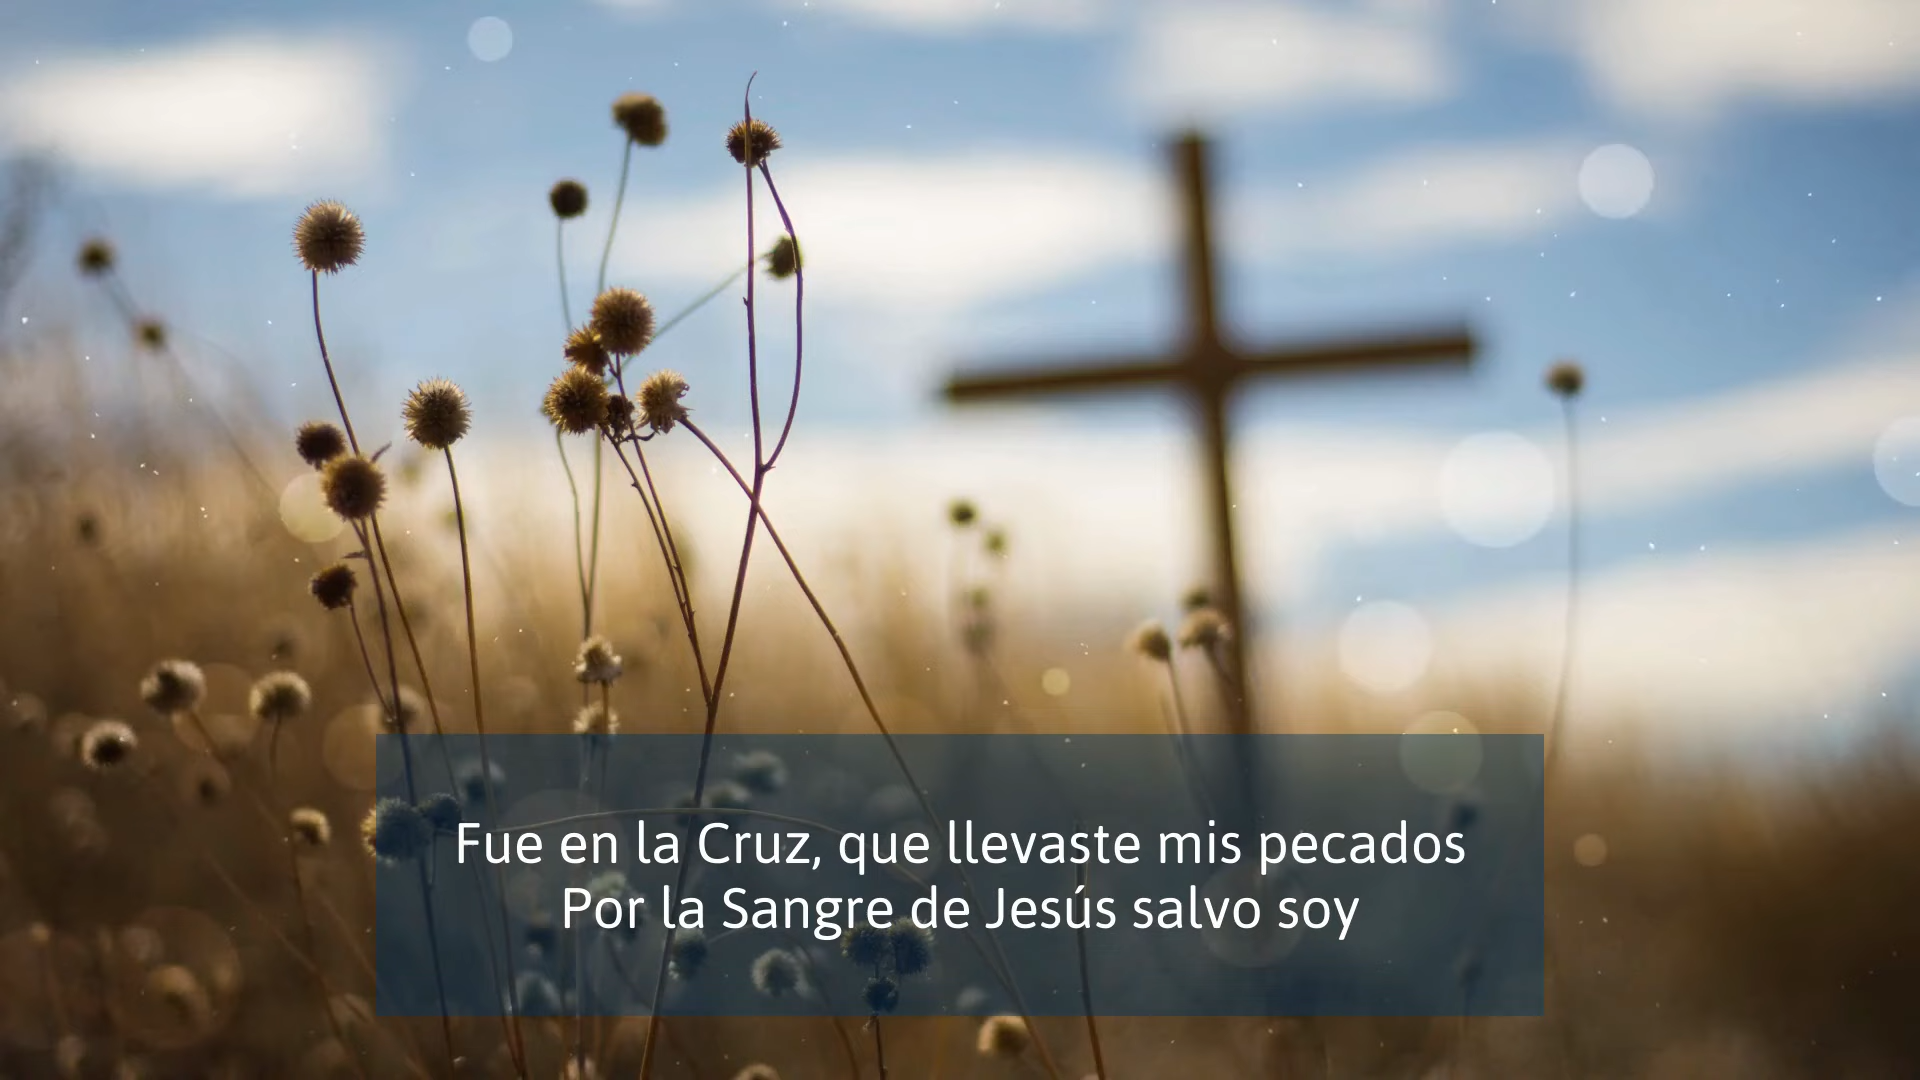 Fue en la Cruz, que llevaste mis pecados
Por la Sangre de Jesús salvo soy